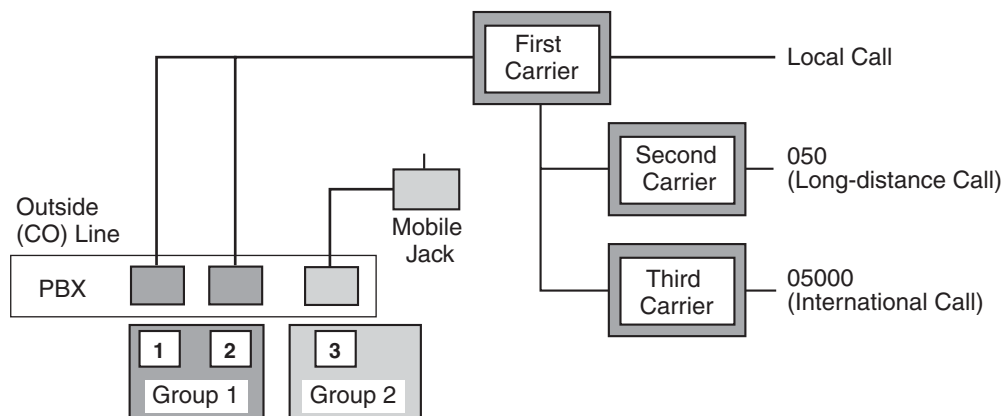 First
Carrier
Local Call
Second
Carrier
050
(Long-distance Call)
Mobile
Jack
Outside
(CO) Line
PBX
Third
Carrier
05000
(International Call)
1
2
3
Group 1
Group 2